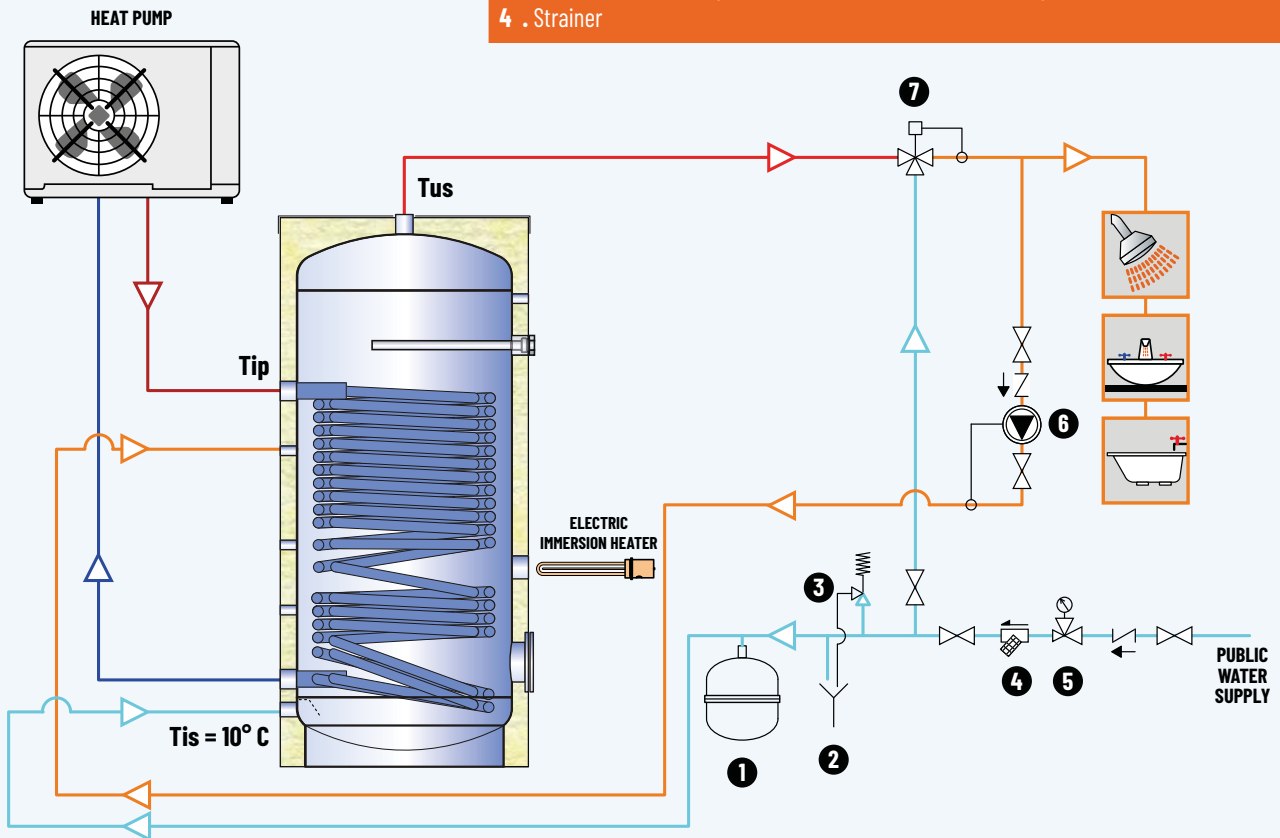 HEAT PUMP
4 . Strainer
7
Tus
Tip
6
ELECTRIC
IMMERSION HEATER
3
4
5
PUBLIC
WATER
SUPPLY
Tis = 10° C
1
2